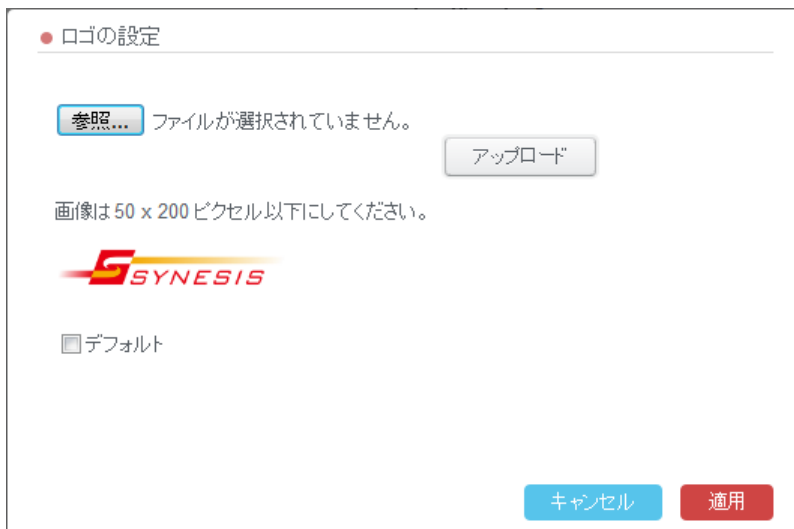 ロゴの設定
参照... ファイルが選択されていません。
アップロード
画像は 50 x 200 ピクセル以下にしてください。
SYNESIS
デフォルト
キャンセル 適用